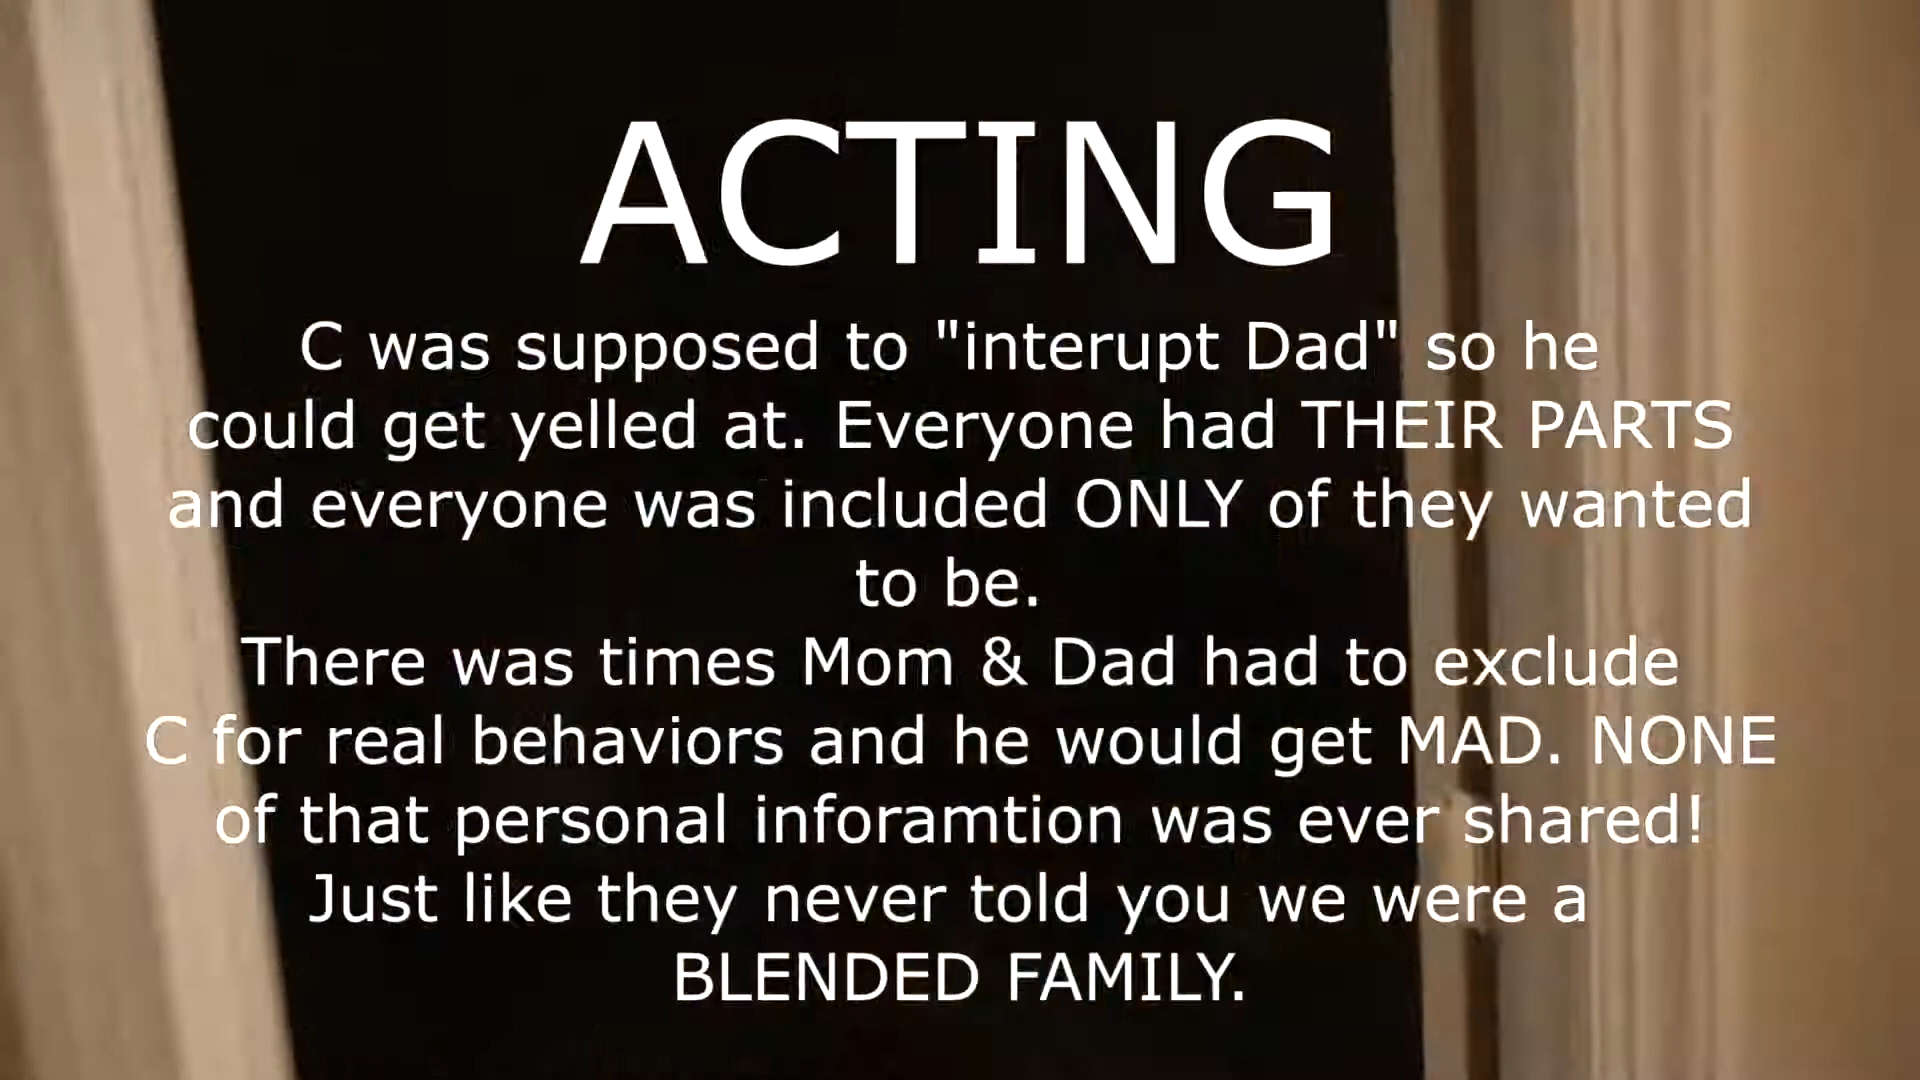 ACTING
C was supposed to "interupt Dad" so he
could get yelled at. Everyone had THEIR PARTS
and everyone was included ONLY of they wanted
to be.
There was times Mom & Dad had to exclude
C for real behaviors and he would get MAD. NONE
of that personal inforamtion was ever shared!
Just like they never told you we were a
BLENDED FAMILY.